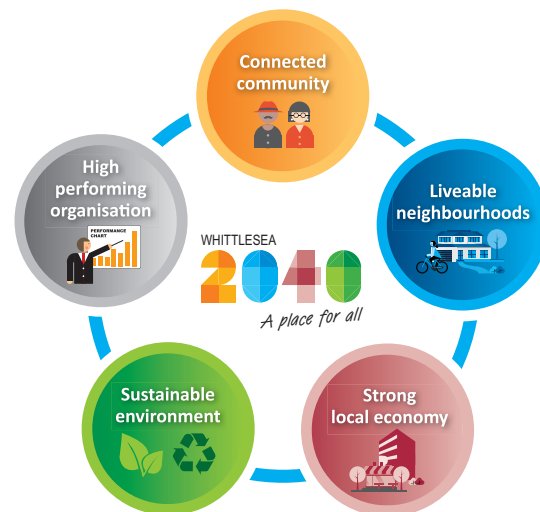 Connected
community
High
performing
organisation
PERFORMANCE
CHART
Liveable
neighbourhoods
WHITTLESEA
2040
A place for all
Sustainable
environment
Strong
local economy